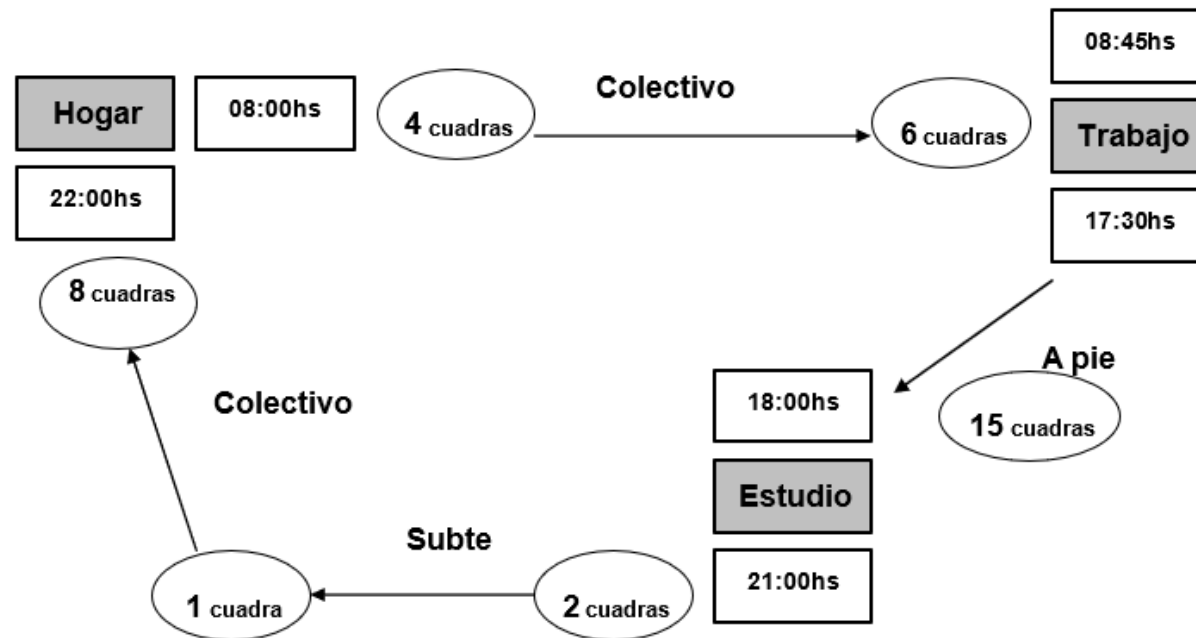 Hogar
08:00hs
22:00hs
4 cuadras
Colectivo
6 cuadras
08:45hs
Trabajo
17:30hs
A pie
15 cuadras
18:00hs
Estudio
21:00hs
2 cuadras
Subte
1 cuadra
Colectivo
8 cuadras